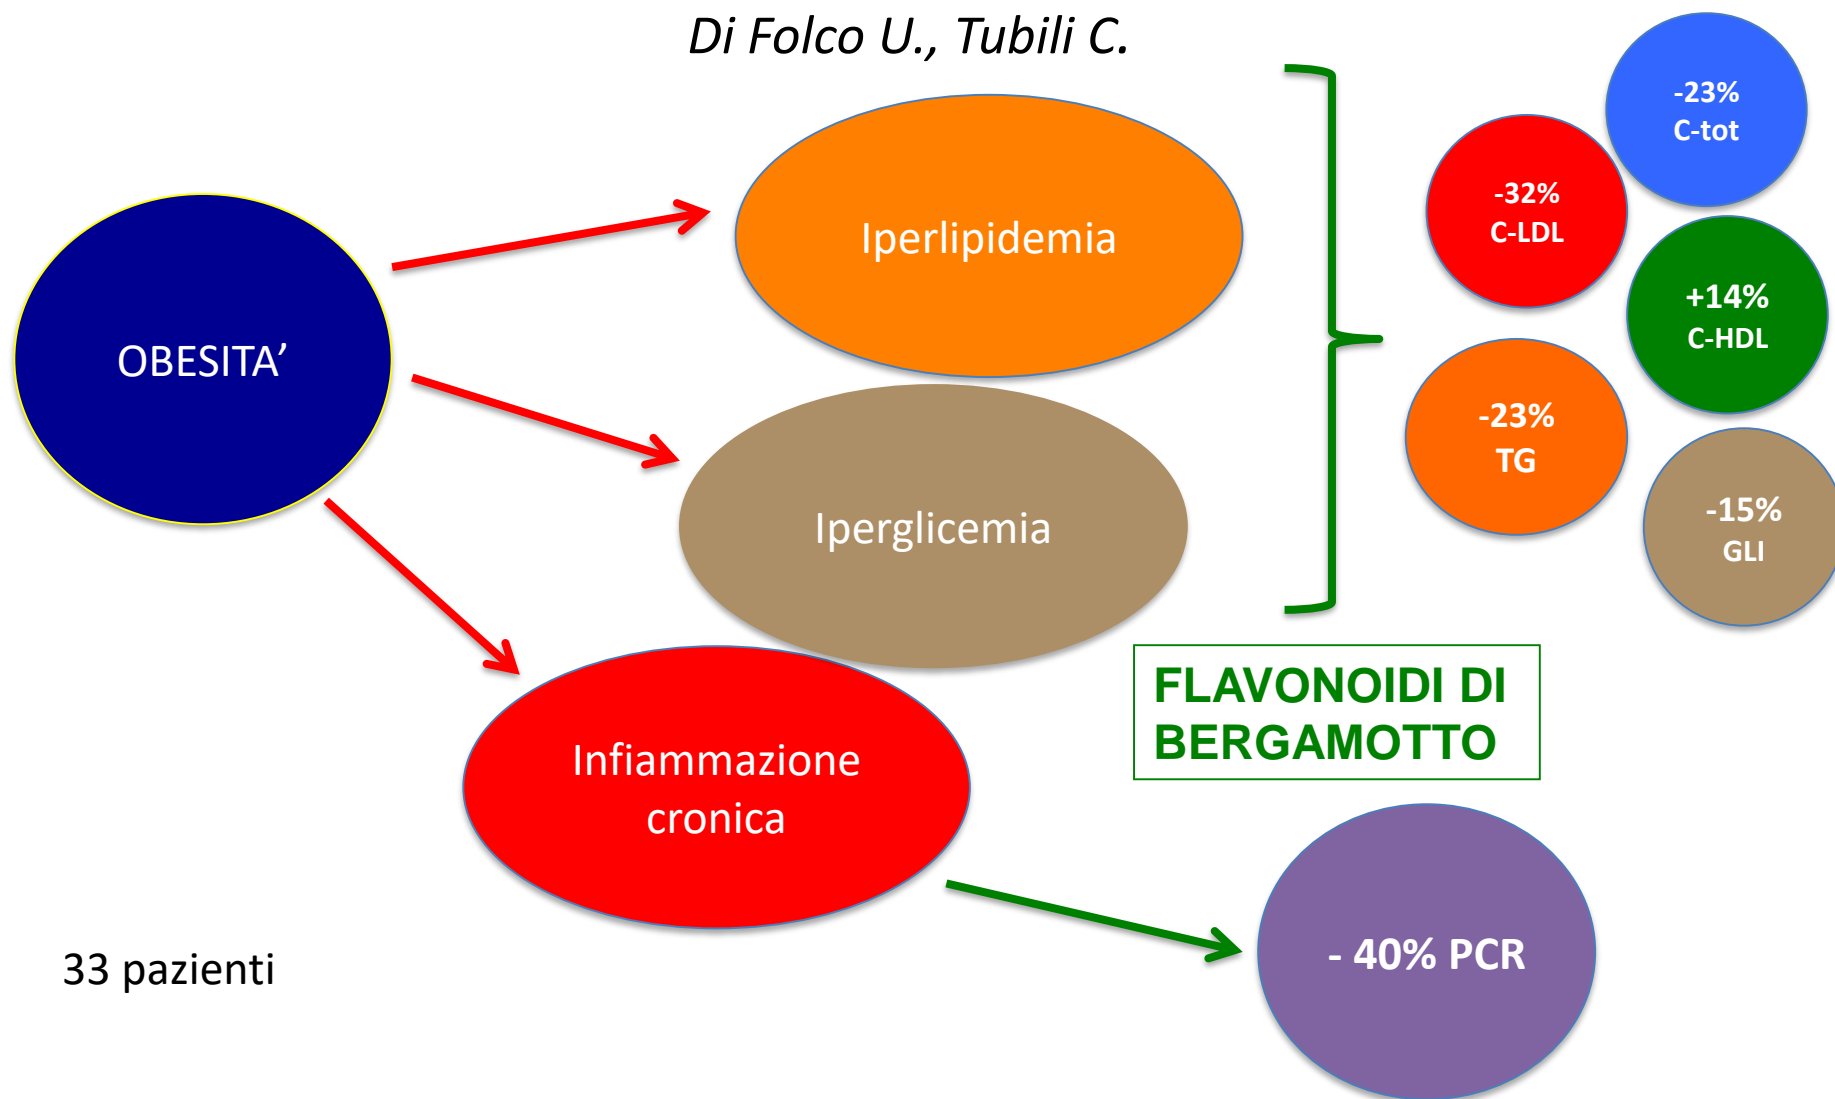 Di Folco U., Tubili C.
-23%
C-tot
-32%
C-LDL
Iperlipidemia
+14%
C-HDL
OBESITA’
-23%
TG
Iperglicemia
-15%
GLI
FLAVONOIDI DI
BERGAMOTTO
Infiammazione
cronica
- 40% PCR
33 pazienti